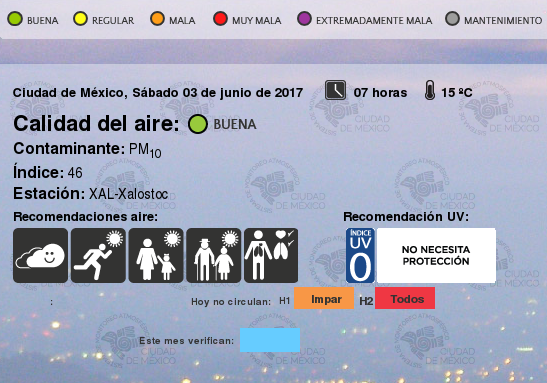 BUENA REGULAR MALA MUY MALA EXTREMADAMENTE MALA MANTENIMIENTO
Ciudad de México, Sábado 03 de junio de 2017 07 horas 15 ºC
Calidad del aire: BUENA
Contaminante: PM10
Índice: 46
Estación: XAL-Xalostoc
Recomendaciones aire: Recomendación UV:
ÍNDICE
UV
0
NO NECESITA
PROTECCIÓN
: Hoy no circulan: H1 Impar H2 Todos
Este mes verifican:
CIUDAD
DE MÉXICO